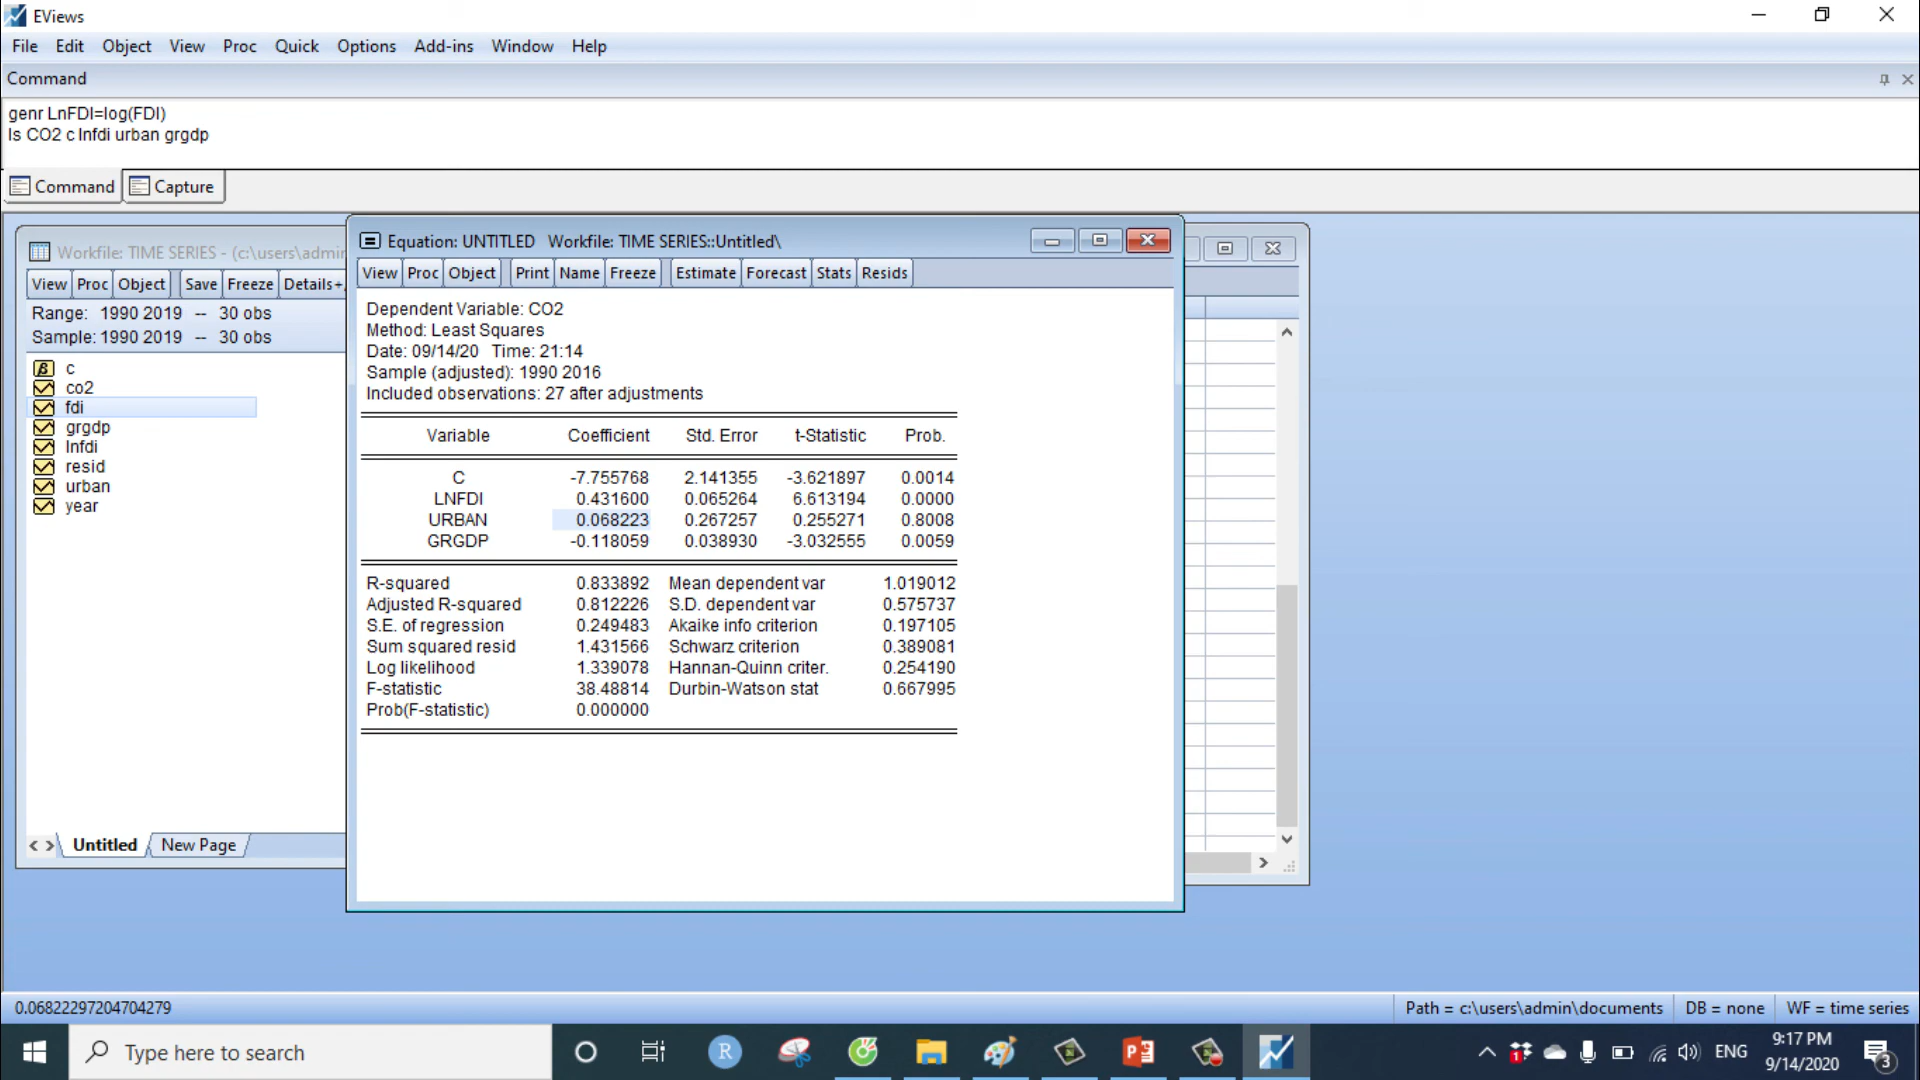 EViews
File Edit Object View Proc Quick Options Add-ins Window Help
Command
genr LnFDI=log(FDI)
ls CO2 c lnfdi urban grgdp
Command Capture
Workfile: TIME SERIES - (c:\users\admin
View Proc Object Save Freeze Details+
Range: 1990 2019 -- 30 obs
Sample: 1990 2019 -- 30 obs
β c
co2
fdi
grgdp
lnfdi
resid
urban
year
Untitled New Page
Equation: UNTITLED Workfile: TIME SERIES::Untitled\
View Proc Object Print Name Freeze Estimate Forecast Stats Resids
Dependent Variable: CO2
Method: Least Squares
Date: 09/14/20 Time: 21:14
Sample (adjusted): 1990 2016
Included observations: 27 after adjustments
Variable Coefficient Std. Error t-Statistic Prob.
C -7.755768 2.141355 -3.621897 0.0014
LNFDI 0.431600 0.065264 6.613194 0.0000
URBAN 0.068223 0.267257 0.255271 0.8008
GRGDP -0.118059 0.038930 -3.032555 0.0059
R-squared 0.833892 Mean dependent var 1.019012
Adjusted R-squared 0.812226 S.D. dependent var 0.575737
S.E. of regression 0.249483 Akaike info criterion 0.197105
Sum squared resid 1.431566 Schwarz criterion 0.389081
Log likelihood 1.339078 Hannan-Quinn criter. 0.254190
F-statistic 38.48814 Durbin-Watson stat 0.667995
Prob(F-statistic) 0.000000
0.06822297204704279
Path = c:\users\admin\documents DB = none WF = time series
Type here to search
R
1
ENG
9:17 PM
9/14/2020
3